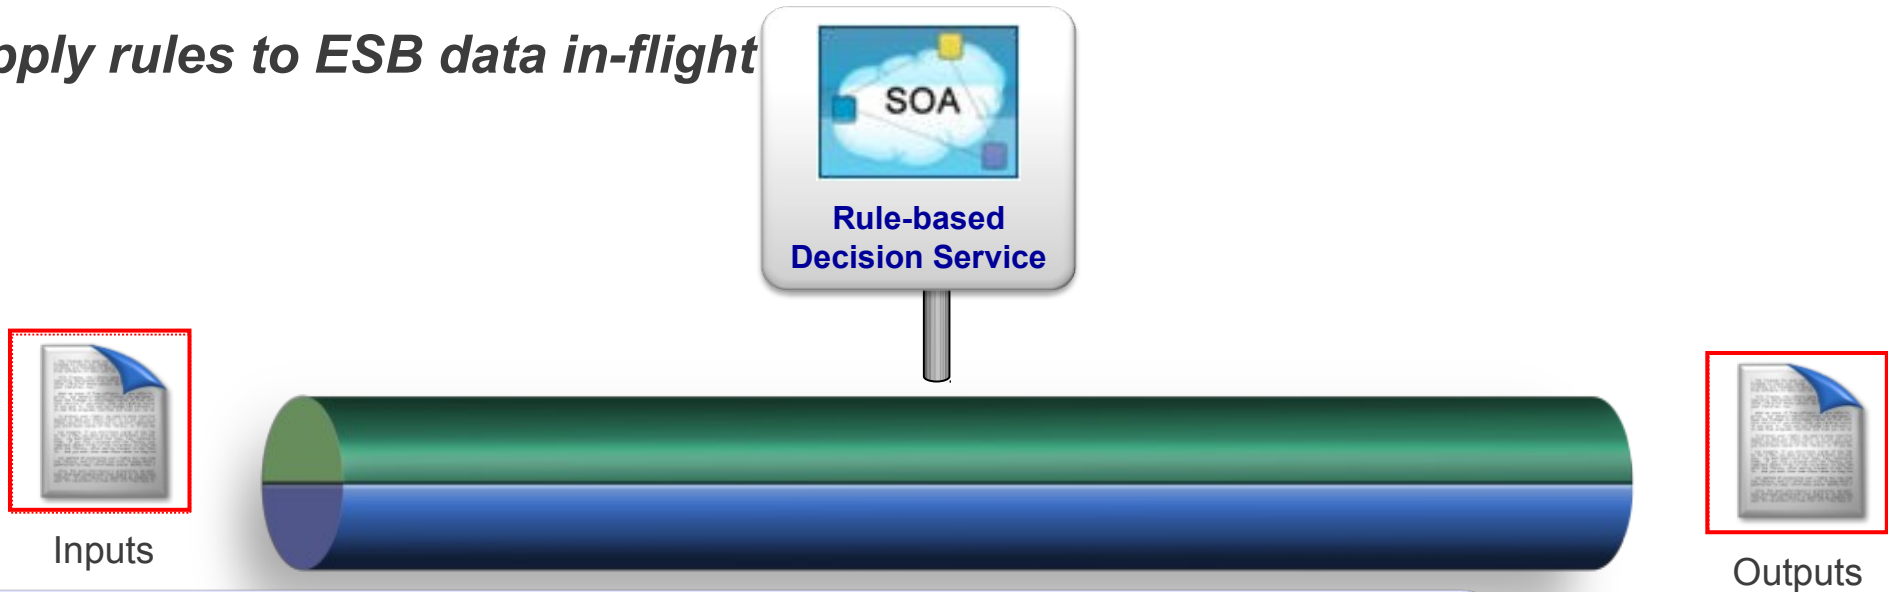 pply rules to ESB data in-flight
SOA
Rule-based
Decision Service
Inputs
Outputs